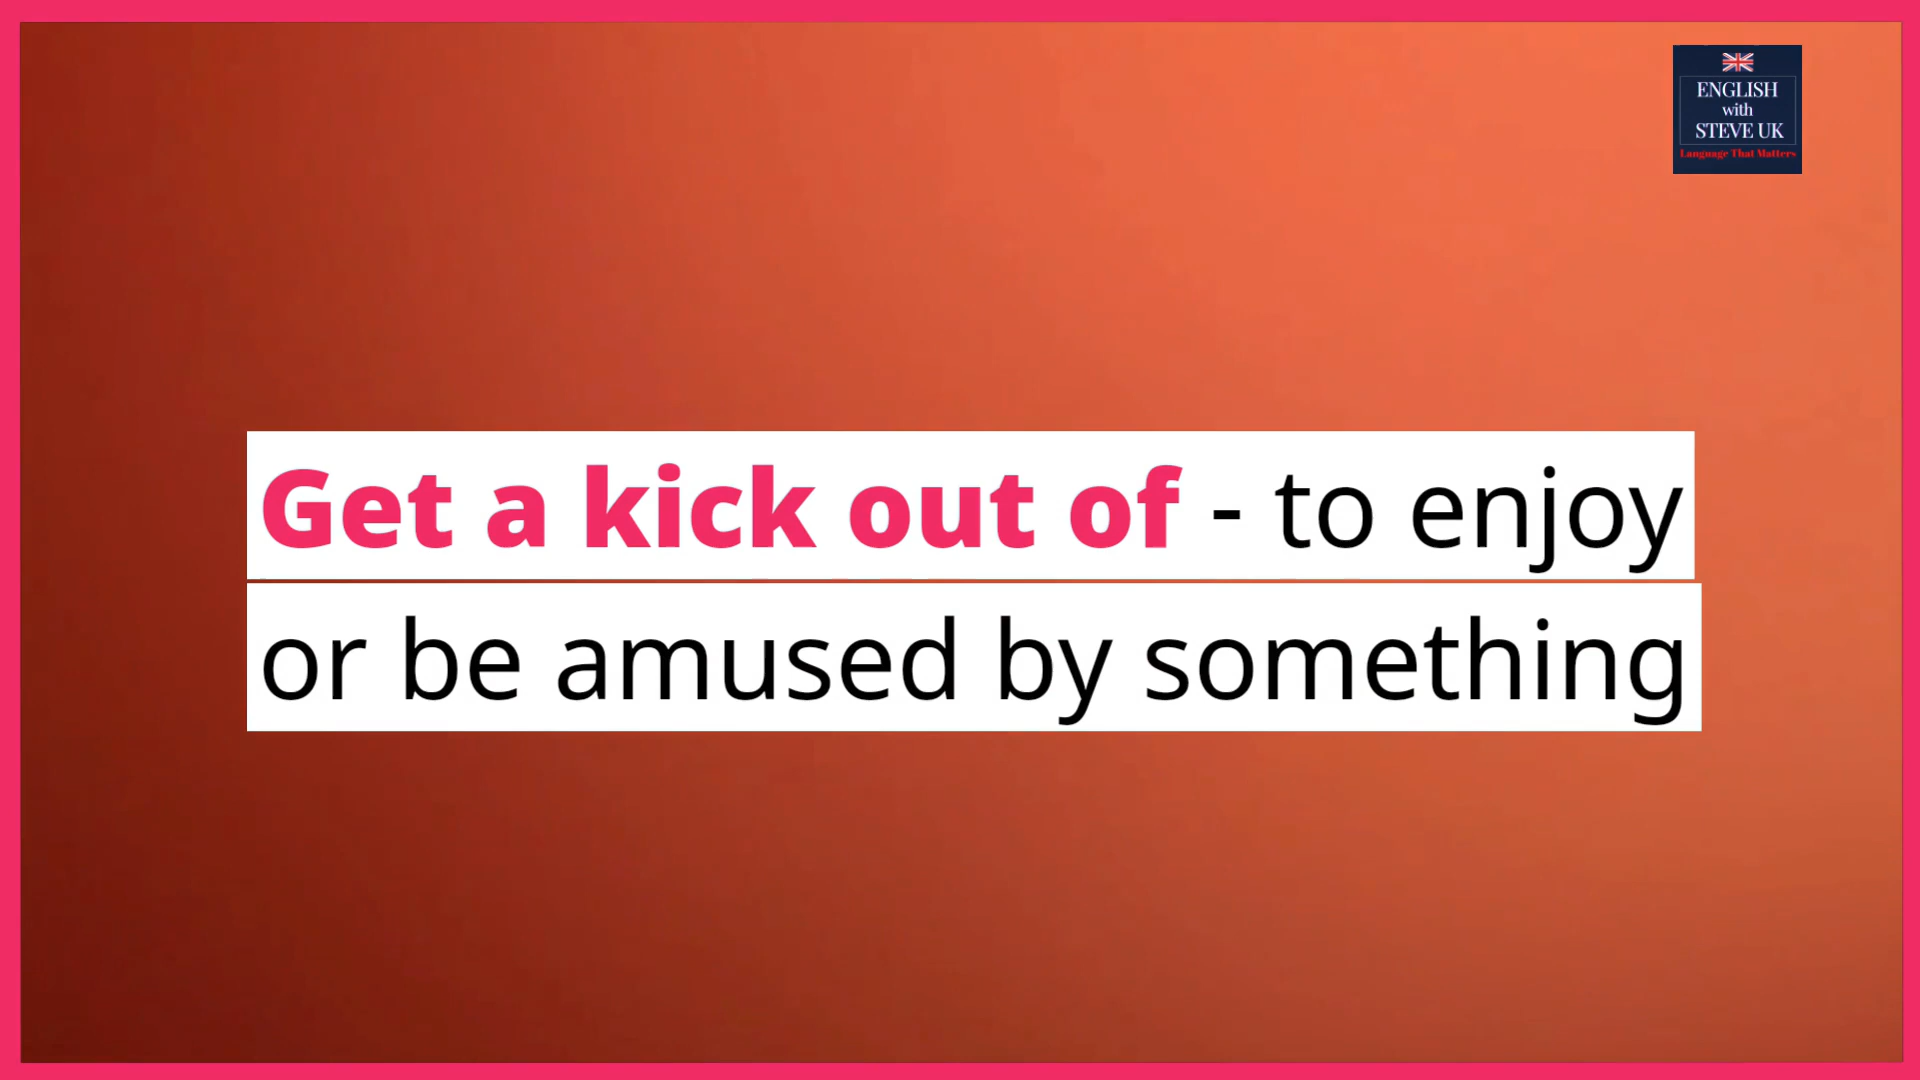 ENGLISH
with
STEVE UK
Language That Matters
Get a kick out of - to enjoy
or be amused by something